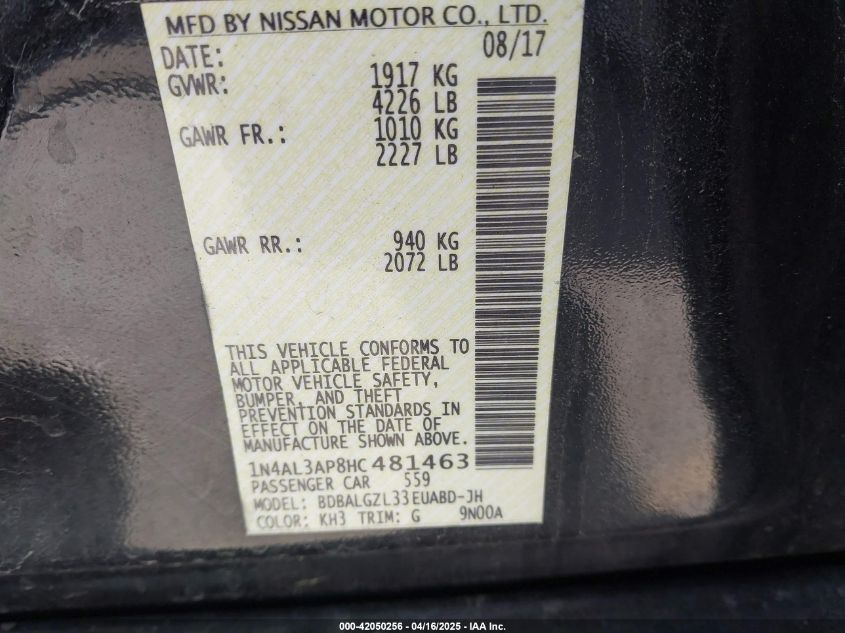 MFD BY NISSAN MOTOR CO., LTD.
DATE: 08/17
GVWR: 1917 KG
4226 LB
GAWR FR.: 1010 KG
2227 LB
GAWR RR.: 940 KG
2072 LB
THIS VEHICLE CONFORMS TO
ALL APPLICABLE FEDERAL
MOTOR VEHICLE SAFETY,
BUMPER, AND THEFT
PREVENTION STANDARDS IN
EFFECT ON THE DATE OF
MANUFACTURE SHOWN ABOVE.
1N4AL3AP8HC481463
PASSENGER CAR 559
MODEL: BDBALGZL33EUABD-JH
COLOR: KH3 TRIM: G 9N00A
000-42050256 - 04/16/2025 - IAA Inc.